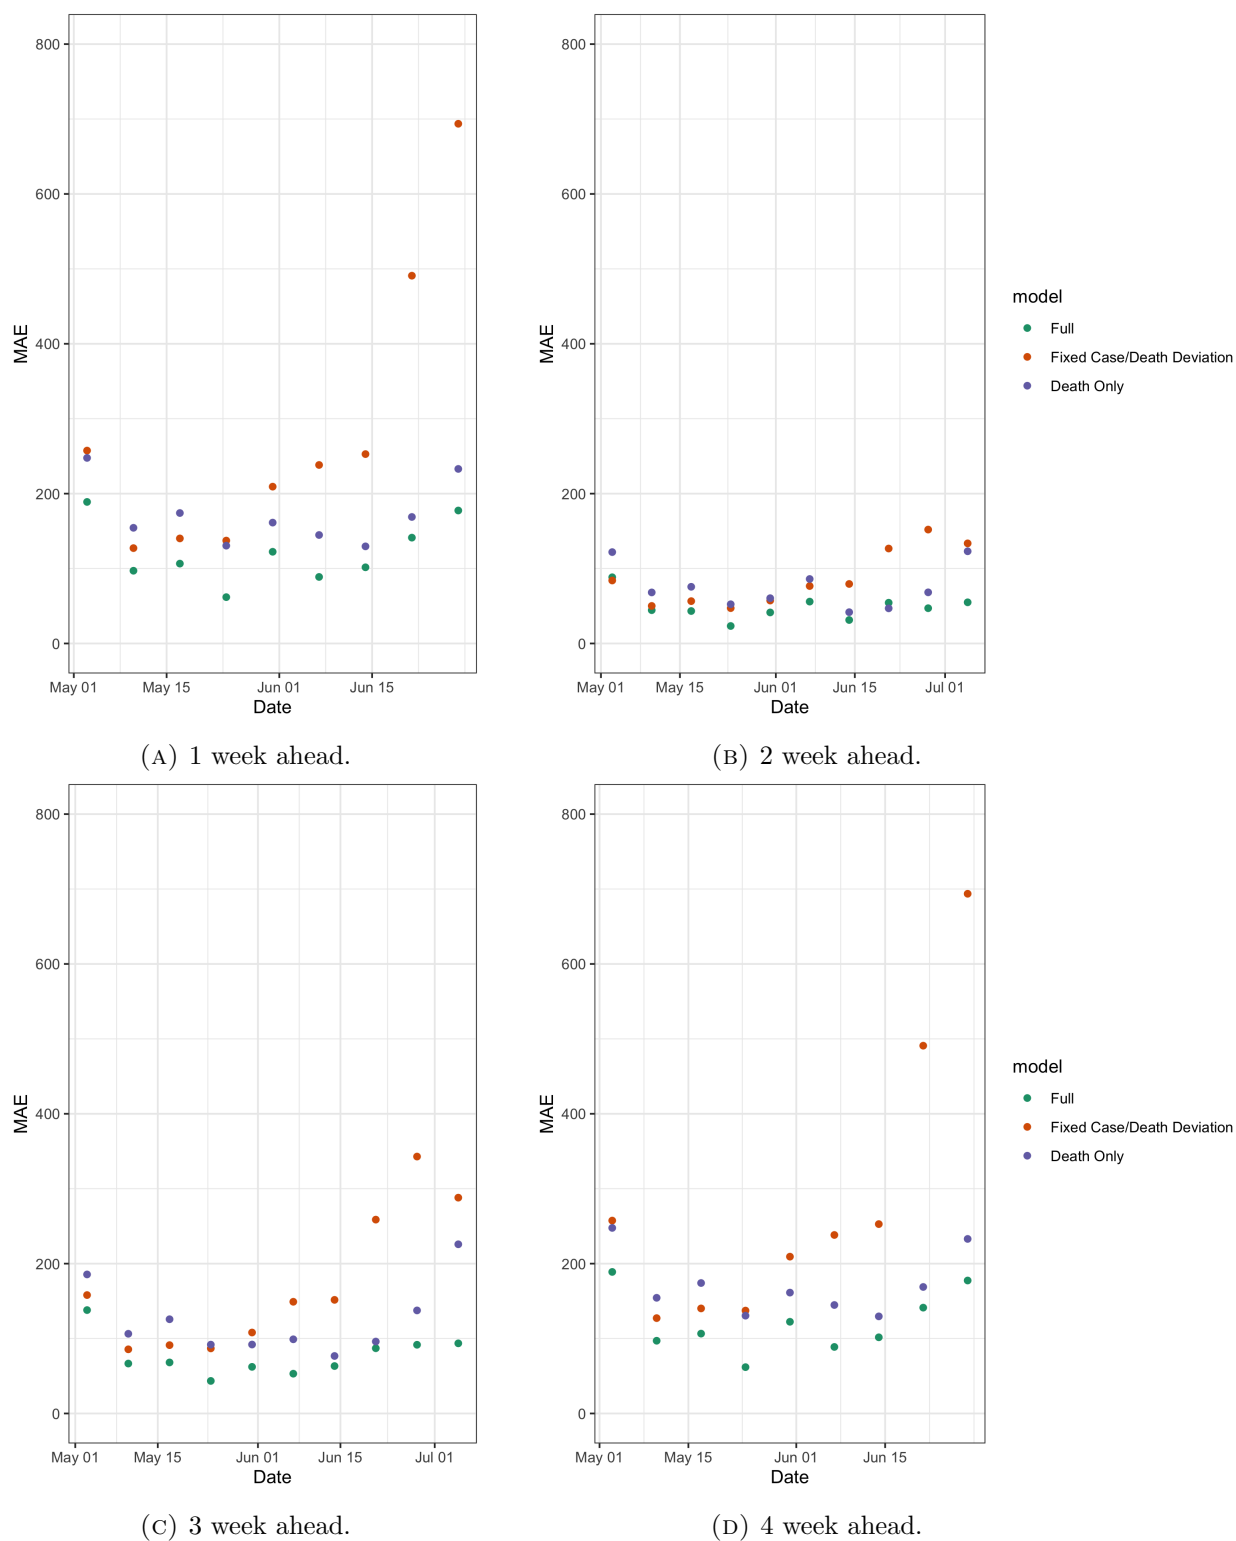 800
600
400
200
0
MAE
May 01 May 15 Jun 01 Jun 15
Date
(A) 1 week ahead.
800
600
400
200
0
MAE
May 01 May 15 Jun 01 Jun 15 Jul 01
Date
model
Full
Fixed Case/Death Deviation
Death Only
(B) 2 week ahead.
800
600
400
200
0
MAE
May 01 May 15 Jun 01 Jun 15 Jul 01
Date
(C) 3 week ahead.
800
600
400
200
0
MAE
May 01 May 15 Jun 01 Jun 15
Date
model
Full
Fixed Case/Death Deviation
Death Only
(D) 4 week ahead.